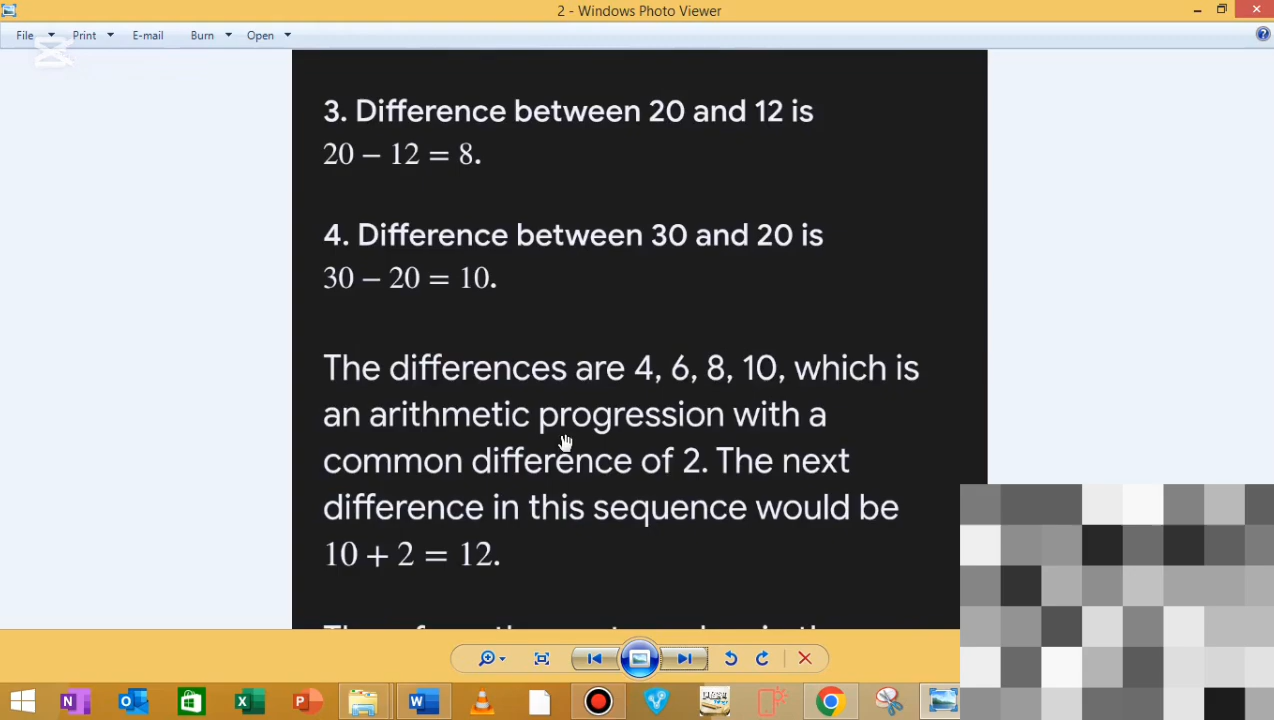 2 - Windows Photo Viewer
File Print E-mail Burn Open
3. Difference between 20 and 12 is
20 − 12 = 8.
4. Difference between 30 and 20 is
30 − 20 = 10.
The differences are 4, 6, 8, 10, which is
an arithmetic progression with a
common difference of 2. The next
difference in this sequence would be
10 + 2 = 12.